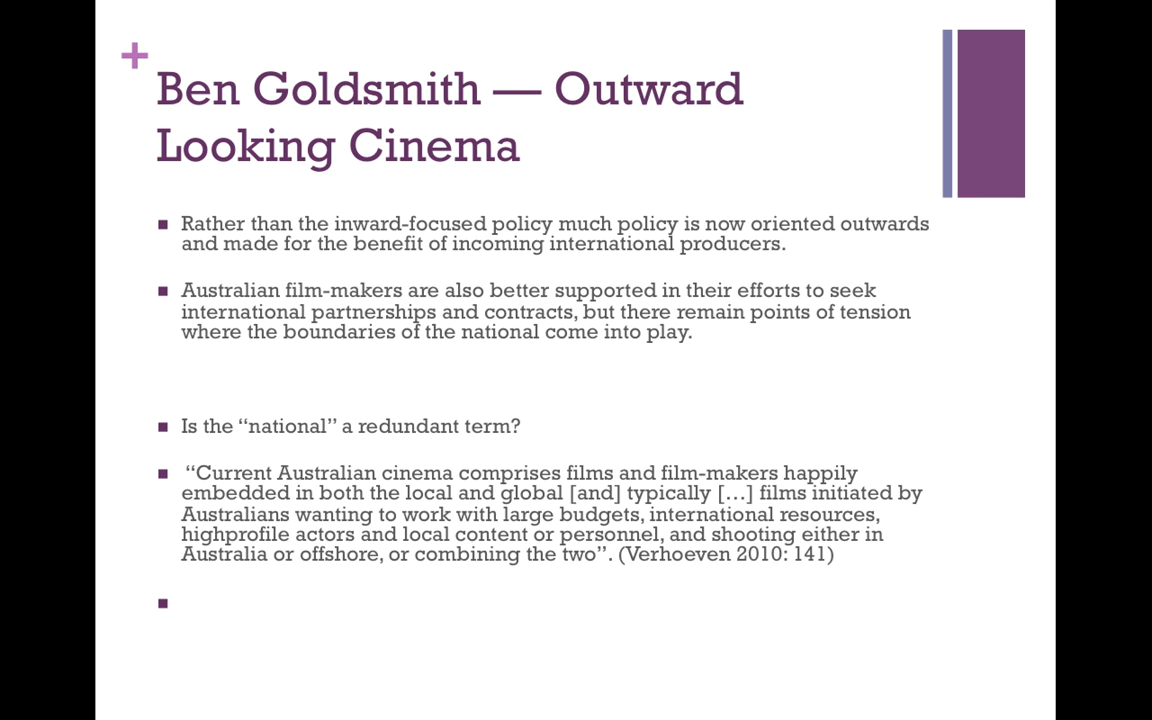 +
Ben Goldsmith — Outward
Looking Cinema
Rather than the inward-focused policy much policy is now oriented outwards
and made for the benefit of incoming international producers.
Australian film-makers are also better supported in their efforts to seek
international partnerships and contracts, but there remain points of tension
where the boundaries of the national come into play.
Is the “national” a redundant term?
“Current Australian cinema comprises films and film-makers happily
embedded in both the local and global [and] typically […] films initiated by
Australians wanting to work with large budgets, international resources,
highprofile actors and local content or personnel, and shooting either in
Australia or offshore, or combining the two”. (Verhoeven 2010: 141)